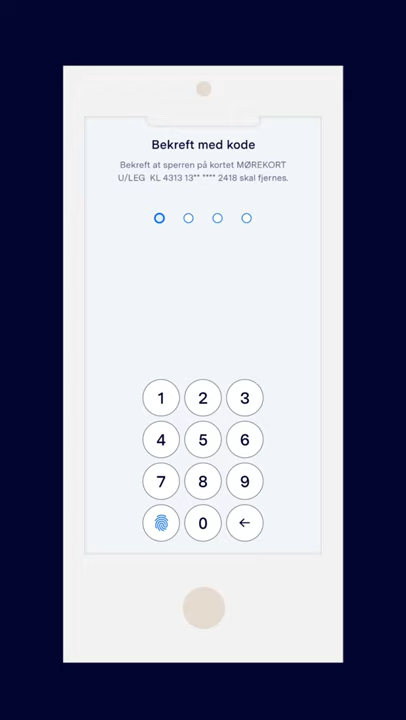 Bekreft med kode
Bekreft at sperren på kortet MØREKORT
U/LEG KL 4313 13** **** 2418 skal fjernes.
1 2 3
4 5 6
7 8 9
0 ←